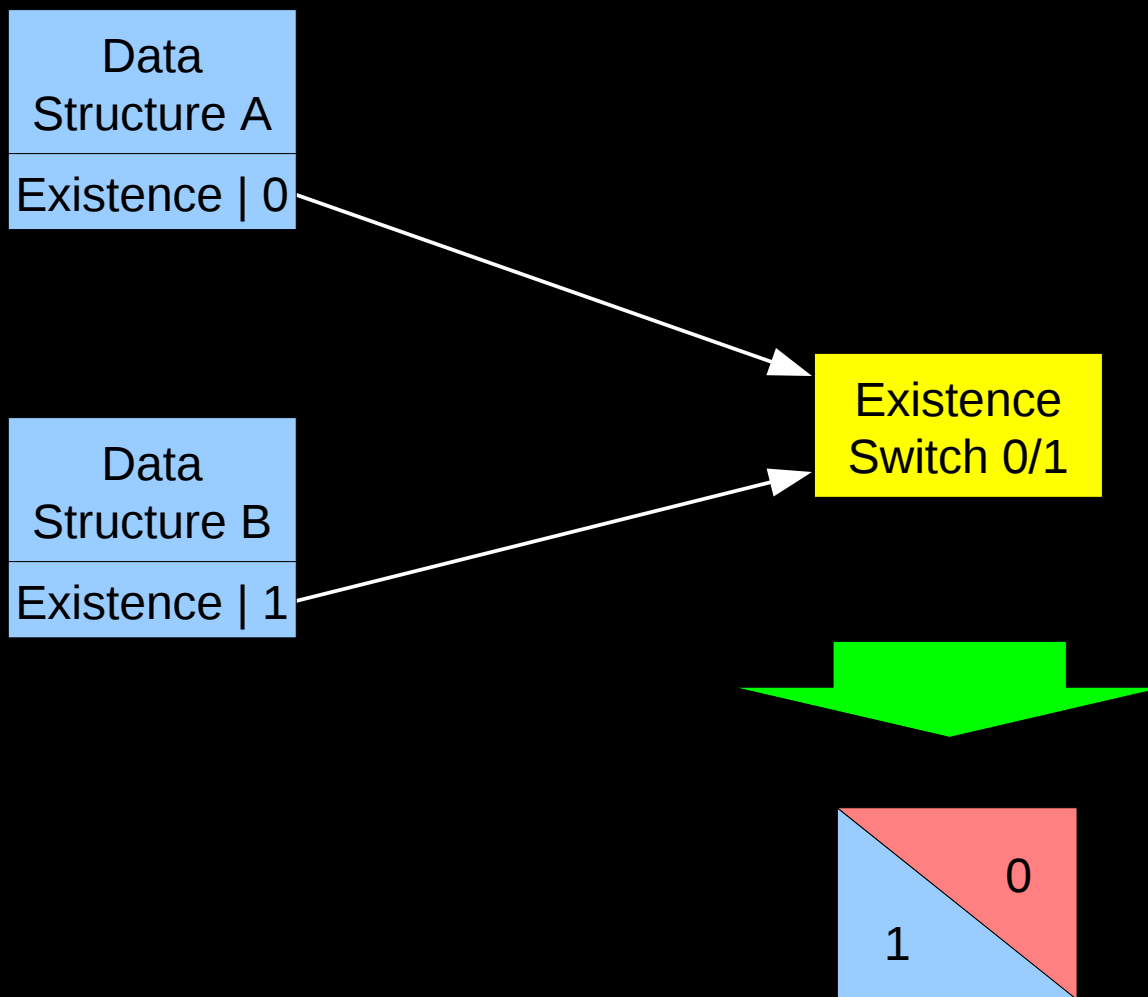 Data
Structure A
Existence | 0
Existence
Switch 0/1
Data
Structure B
Existence | 1
0
1